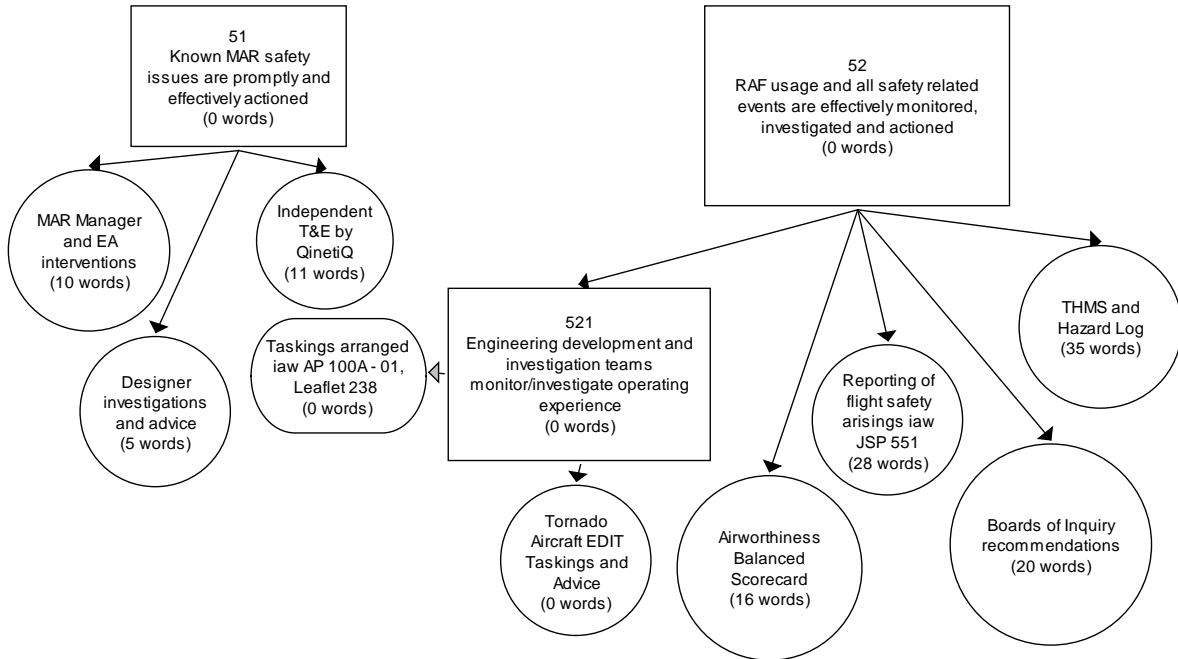 51
Known MAR safety
issues are promptly and
effectively actioned
(0 words)
52
RAF usage and all safety related
events are effectively monitored,
investigated and actioned
(0 words)
MAR Manager
and EA
interventions
(10 words)
Independent
T&E by
QinetiQ
(11 words)
Designer
investigations
and advice
(5 words)
Taskings arranged
iaw AP 100A - 01,
Leaflet 238
(0 words)
521
Engineering development and
investigation teams
monitor/investigate operating
experience
(0 words)
THMS and
Hazard Log
(35 words)
Reporting of
flight safety
arisings iaw
JSP 551
(28 words)
Tornado
Aircraft EDIT
Taskings and
Advice
(0 words)
Airworthiness
Balanced
Scorecard
(16 words)
Boards of Inquiry
recommendations
(20 words)